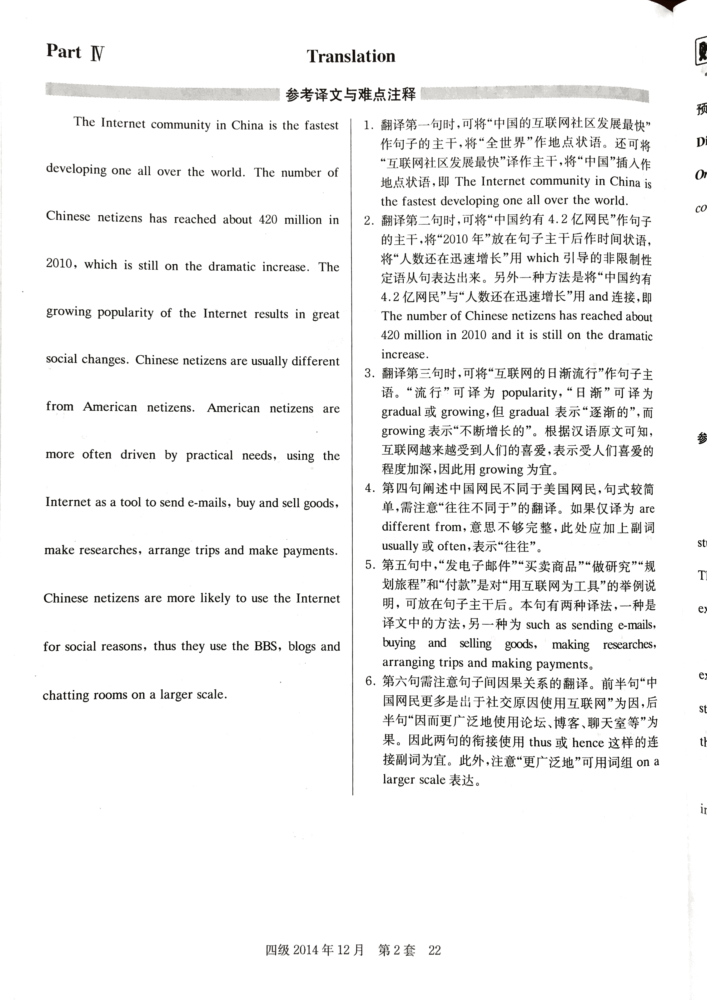 Part Ⅳ
Translation
参考译文与难点注释
The Internet community in China is the fastest
developing one all over the world. The number of
Chinese netizens has reached about 420 million in
2010, which is still on the dramatic increase. The
growing popularity of the Internet results in great
social changes. Chinese netizens are usually different
from American netizens. American netizens are
more often driven by practical needs, using the
Internet as a tool to send e-mails, buy and sell goods,
make researches, arrange trips and make payments.
Chinese netizens are more likely to use the Internet
for social reasons, thus they use the BBS, blogs and
chatting rooms on a larger scale.
1. 翻译第一句时,可将“中国的互联网社区发展最快”
作句子的主干,将“全世界”作地点状语。还可将
“互联网社区发展最快”译作主干,将“中国”插入作
地点状语,即 The Internet community in China is
the fastest developing one all over the world.
2. 翻译第二句时,可将“中国约有 4.2 亿网民”作句子
的主干,将“2010 年”放在句子主干后作时间状语,
将“人数还在迅速增长”用 which 引导的非限制性
定语从句表达出来。另外一种方法是将“中国约有
4.2 亿网民”与“人数还在迅速增长”用 and 连接,即
The number of Chinese netizens has reached about
420 million in 2010 and it is still on the dramatic
increase.
3. 翻译第三句时,可将“互联网的日渐流行”作句子主
语。“流行”可译为 popularity,“日渐”可译为
gradual 或 growing,但 gradual 表示“逐渐的”,而
growing 表示“不断增长的”。根据汉语原文可知,
互联网越来越受到人们的喜爱,表示受人们喜爱的
程度加深,因此用 growing 为宜。
4. 第四句阐述中国网民不同于美国网民,句式较简
单,需注意“往往不同于”的翻译。如果仅译为 are
different from,意思不够完整,此处应加上副词
usually 或 often,表示“往往”。
5. 第五句中,“发电子邮件”“买卖商品”“做研究”“规
划旅程”和“付款”是对“用互联网为工具”的举例说
明,可放在句子主干后。本句有两种译法,一种是
译文中的方法,另一种为 such as sending e-mails,
buying and selling goods, making researches,
arranging trips and making payments。
6. 第六句需注意句子间因果关系的翻译。前半句“中
国网民更多是出于社交原因使用互联网”为因,后
半句“因而更广泛地使用论坛、博客、聊天室等”为
果。因此两句的衔接使用 thus 或 hence 这样的连
接副词为宜。此外,注意“更广泛地”可用词组 on a
larger scale 表达。
四级 2014 年 12 月 第 2 套 22
预
Di
co
参